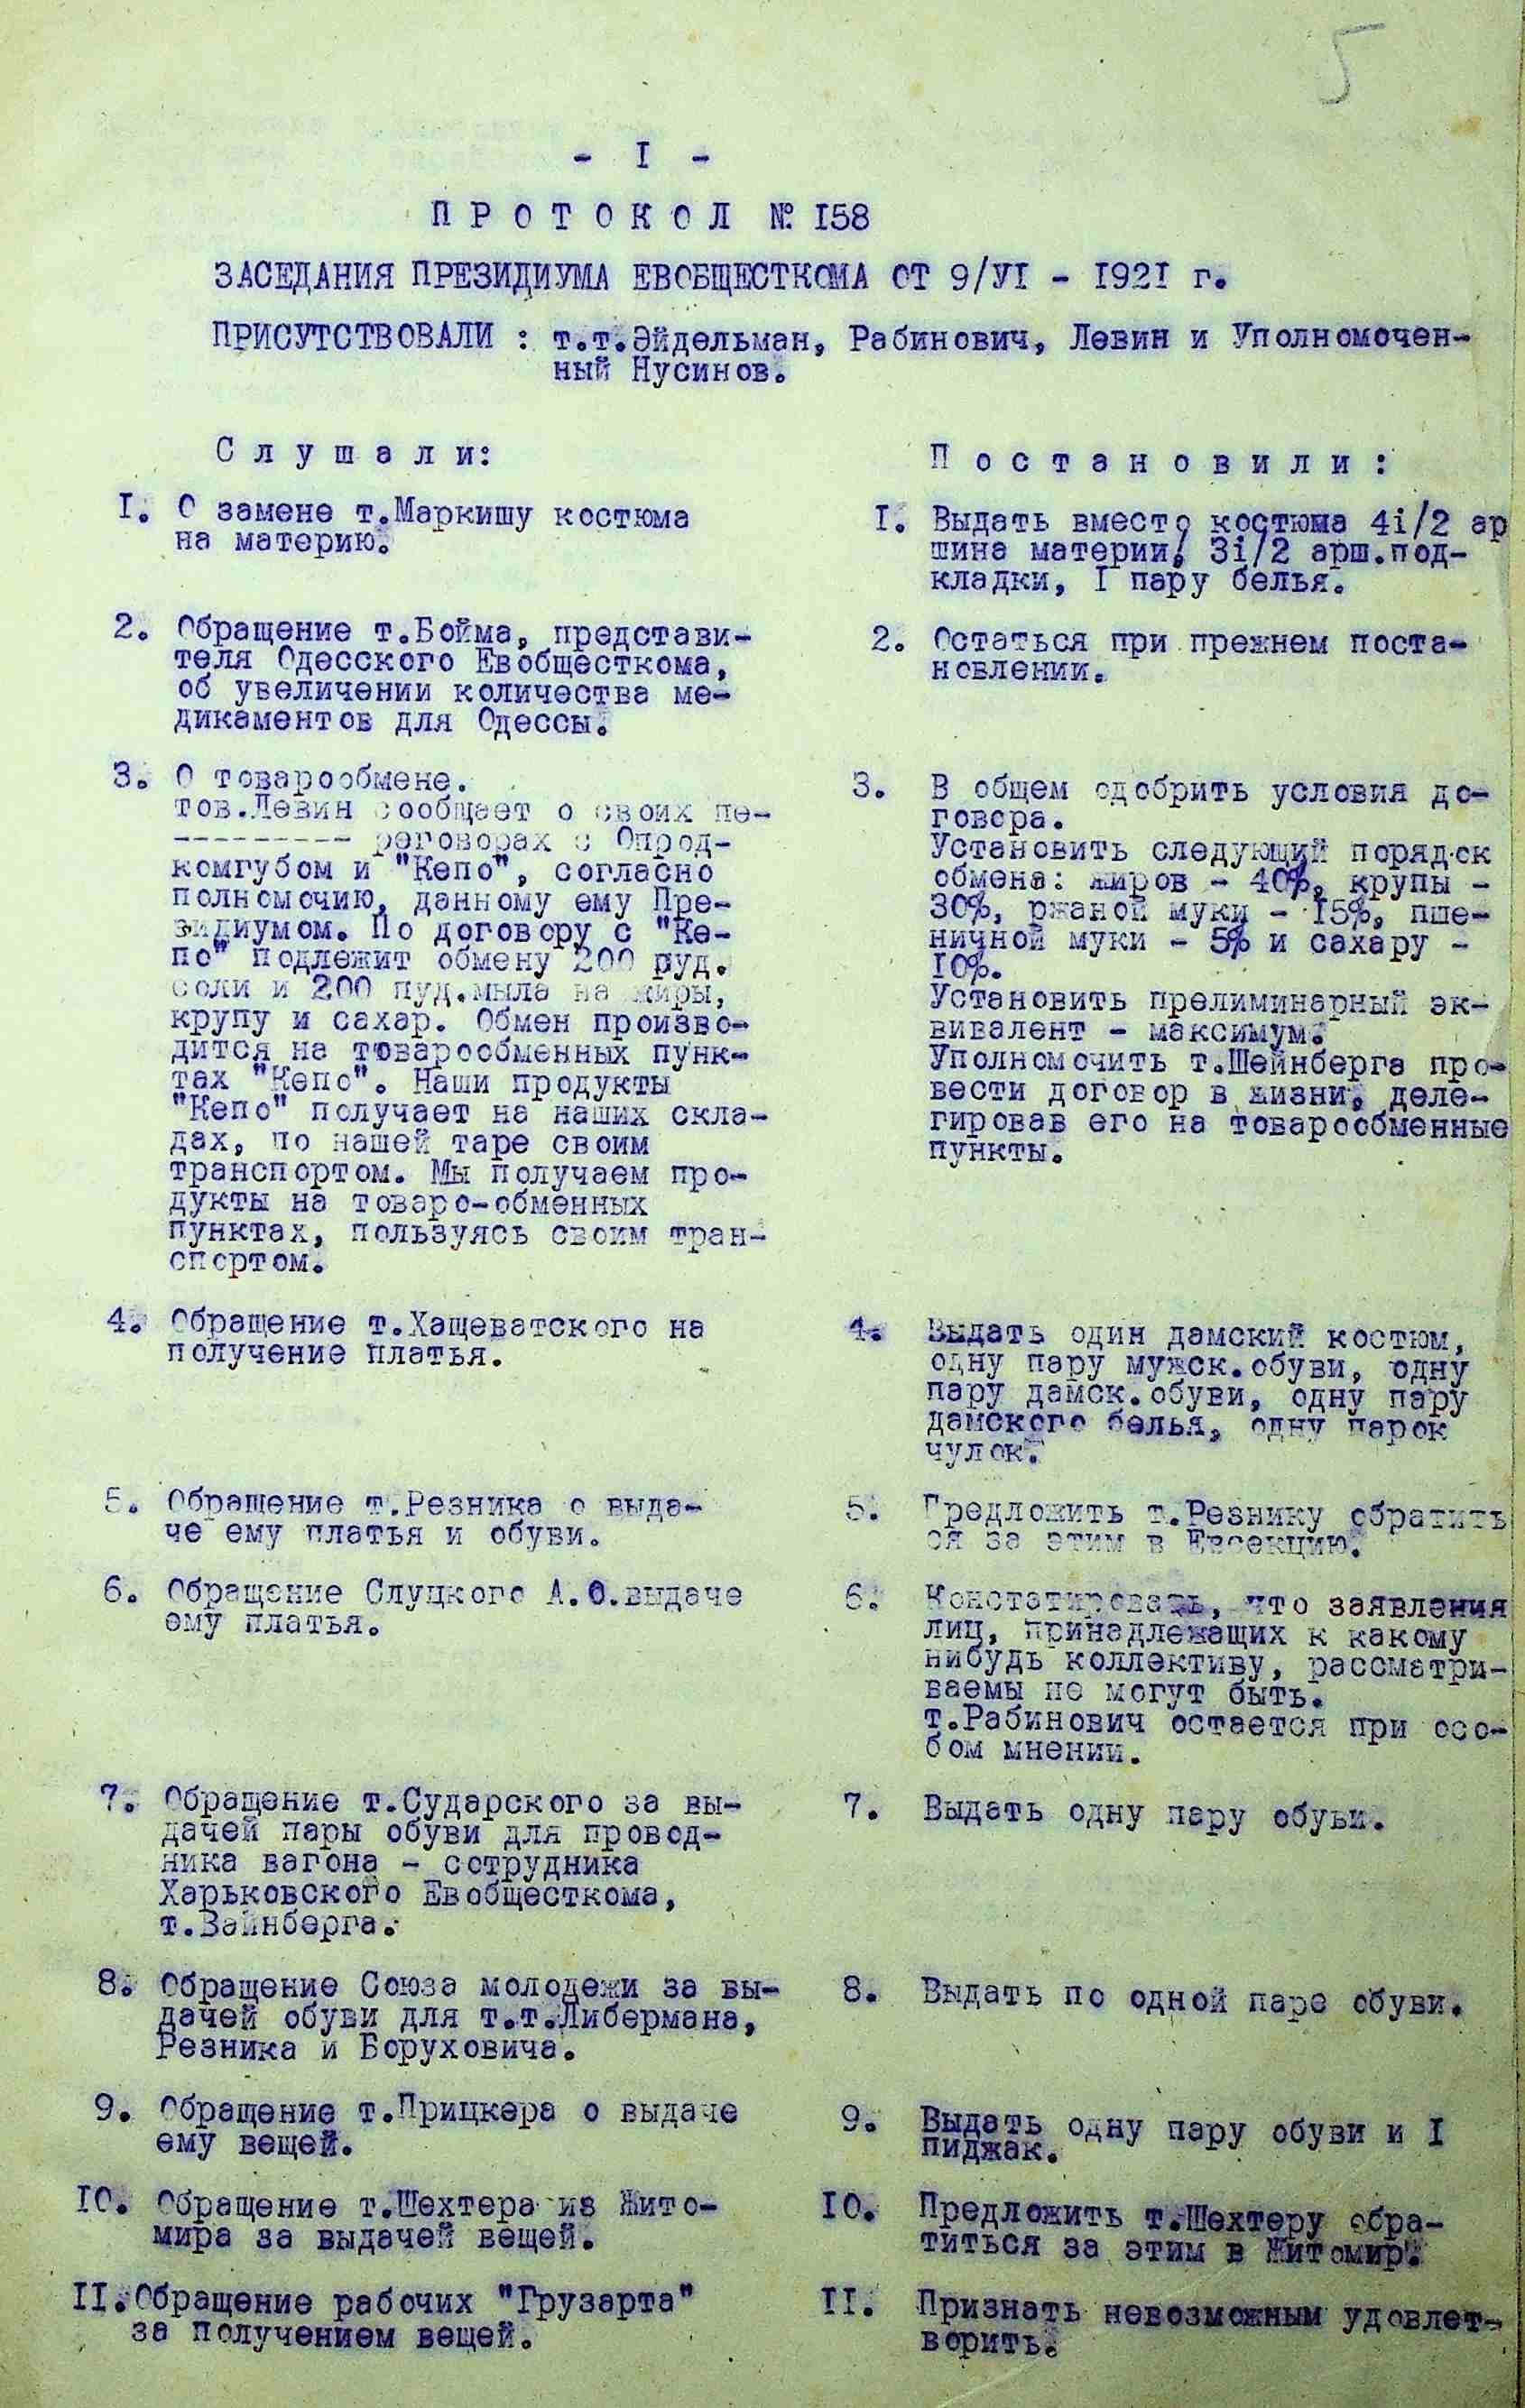 5
- I -
ПРОТОКОЛ № I58
ЗАСЕДАНИЯ ПРЕЗИДИУМА ЕВОБЩЕСТКОМА ОТ 9/УI - I92I г.
ПРИСУТСТВОВАЛИ : т.т.Эйдельман, Рабинович, Левин и Уполномочен-
ный Нусинов.
Слушали:
I. О замене т.Маркишу костюма
на материю.
2. Обращение т.Бойма, представи-
теля Одесского Евобщесткома,
об увеличении количества ме-
дикаментов для Одессы.
3. О товарообмене.
тов.Левин сообщает о своих пе-
--------- реговорах с Опрод-
комгубом и "Кепо", согласно
полномочию, данному ему Пре-
зидиумом. По договору с "Ке-
по" подлежит обмену 200 пуд.
соли и 200 пуд.мыла на жиры,
крупу и сахар. Обмен произво-
дится на товарообменных пунк-
тах "Кепо". Наши продукты
"Кепо" получает на наших скла-
дах, по нашей таре своим
транспортом. Мы получаем про-
дукты на товаро-обменных
пунктах, пользуясь своим тран-
спортом.
4. Обращение т.Хащеватского на
получение платья.
5. Обращение т.Резника о выда-
че ему платья и обуви.
6. Обращение Слуцкого А.О.выдаче
ему платья.
7. Обращение т.Сударского за вы-
дачей пары обуви для провод-
ника вагона - сотрудника
Харьковского Евобщесткома,
т.Вайнберга.
8. Обращение Союза молодежи за вы-
дачей обуви для т.т.Либермана,
Резника и Боруховича.
9. Обращение т.Прицкера о выдаче
ему вещей.
I0. Обращение т.Шехтера из Жито-
мира за выдачей вещей.
II.Обращение рабочих "Грузарта"
за получением вещей.
Постановили:
I. Выдать вместо костюма 4i/2 ар
шина материи, 3i/2 арш.под-
кладки, I пару белья.
2. Остаться при прежнем поста-
новлении.
3. В общем одобрить условия до-
говора.
Установить следующий порядок
обмена: жиров - 40%, крупы -
30%, ржаной муки - I5%, пше-
ничной муки - 5% и сахару -
I0%.
Установить прелиминарный эк-
вивалент - максимум.
Уполномочить т.Шейнберга про-
вести договор в жизни, деле-
гировав его на товарообменные
пункты.
4. Выдать один дамский костюм,
одну пару мужск.обуви, одну
пару дамск.обуви, одну пару
дамского белья, одну парок
чулок.
5. Предложить т.Резнику обратить
ся за этим в Евсекцию.
6. Констатировать, что заявления
лиц, принадлежащих к какому
нибудь коллективу, рассматри-
ваемы не могут быть.
т.Рабинович остается при осо-
бом мнении.
7. Выдать одну пару обуви.
8. Выдать по одной паре обуви.
9. Выдать одну пару обуви и I
пиджак.
I0. Предложить т.Шехтеру обра-
титься за этим в Житомир.
II. Признать невозможным удовлет-
ворить.